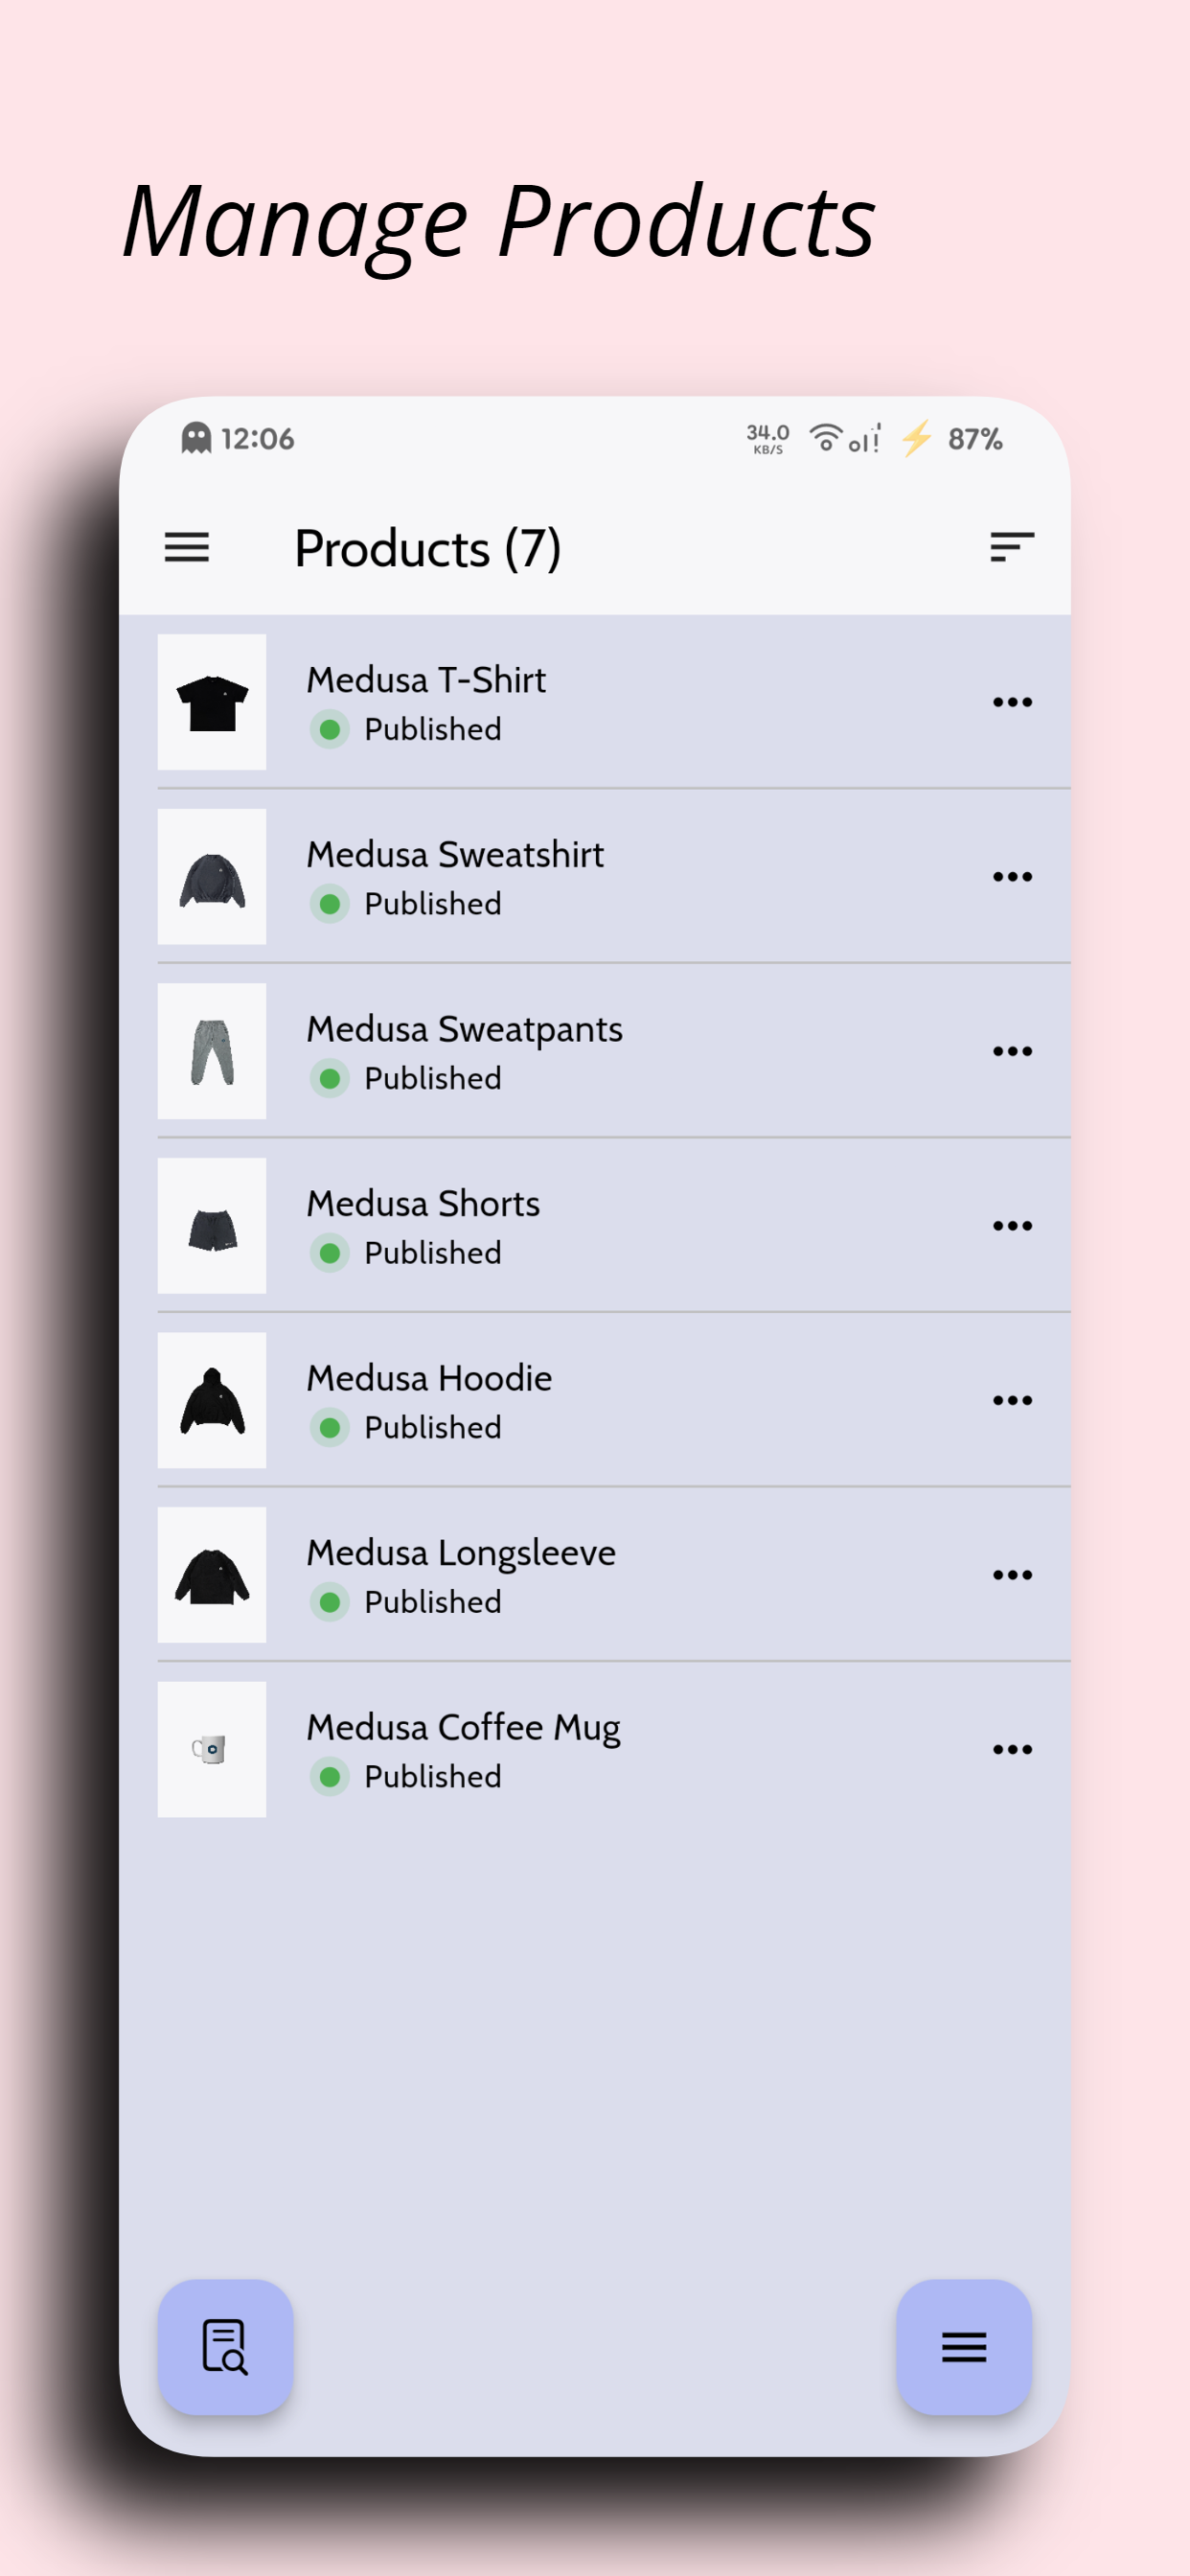 Manage Products
12:06
34.0
KB/S
87%
Products (7)
Medusa T-Shirt
Published
Medusa Sweatshirt
Published
Medusa Sweatpants
Published
Medusa Shorts
Published
Medusa Hoodie
Published
Medusa Longsleeve
Published
Medusa Coffee Mug
Published